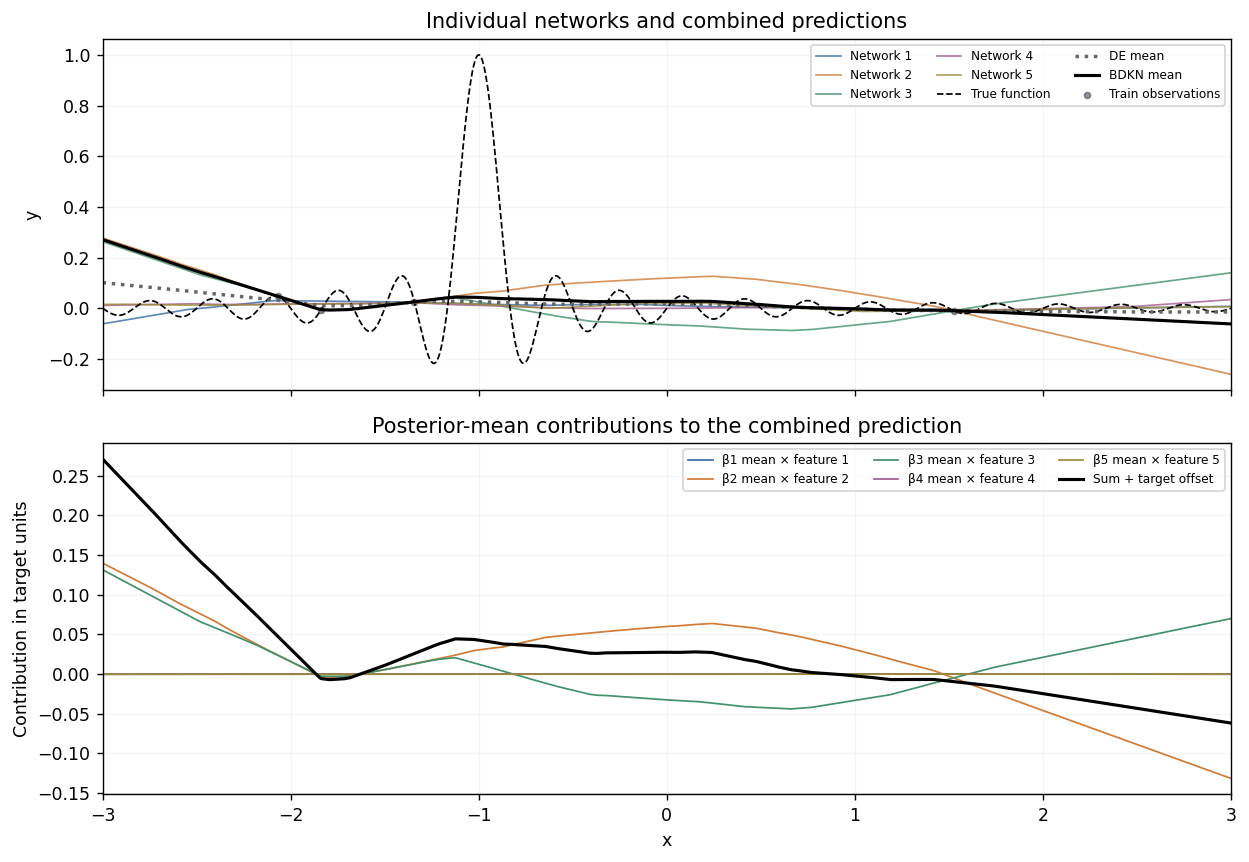 Individual networks and combined predictions
Network 1 Network 4 DE mean
Network 2 Network 5 BDKN mean
Network 3 True function Train observations
1.0
0.8
0.6
0.4
0.2
0.0
−0.2
y
Posterior-mean contributions to the combined prediction
β1 mean × feature 1 β3 mean × feature 3 β5 mean × feature 5
β2 mean × feature 2 β4 mean × feature 4 Sum + target offset
0.25
0.20
0.15
0.10
0.05
0.00
−0.05
−0.10
−0.15
Contribution in target units
−3 −2 −1 0 1 2 3
x